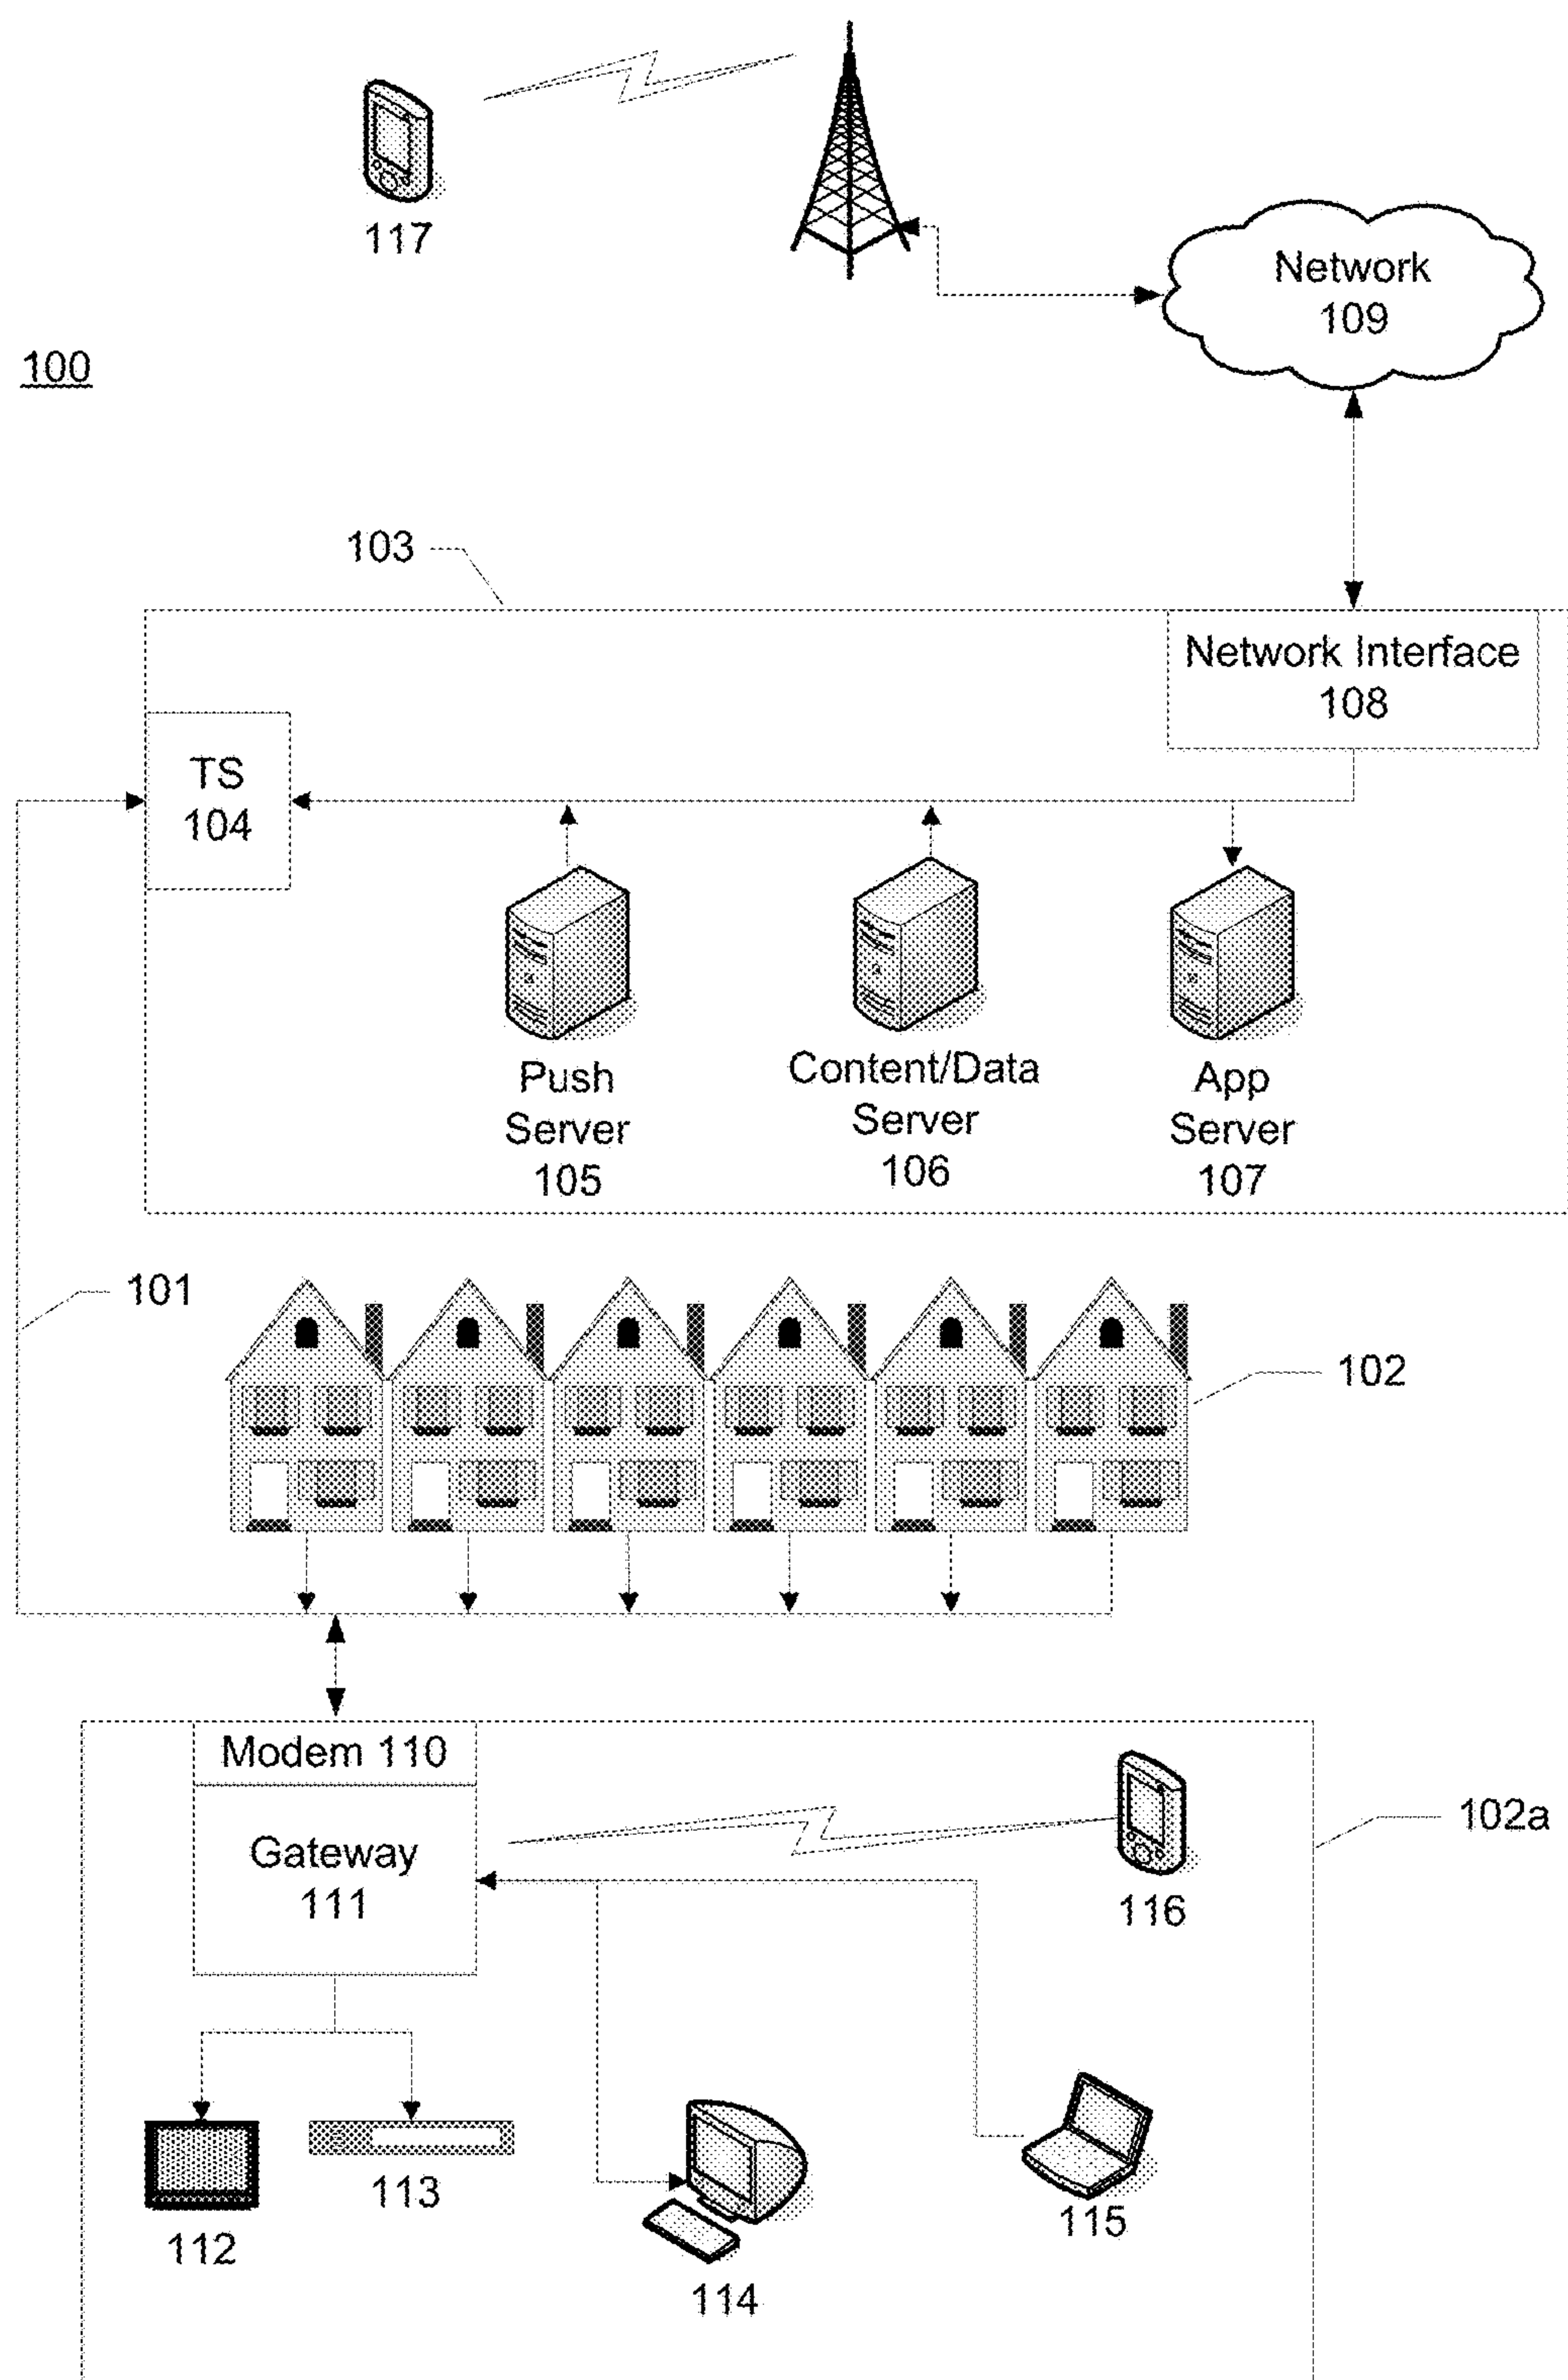 117
Network
109
100
103
Network Interface
108
TS
104
Push
Server
105
Content/Data
Server
106
App
Server
107
101
102
Modem 110
102a
Gateway
111
116
112
113
114
115